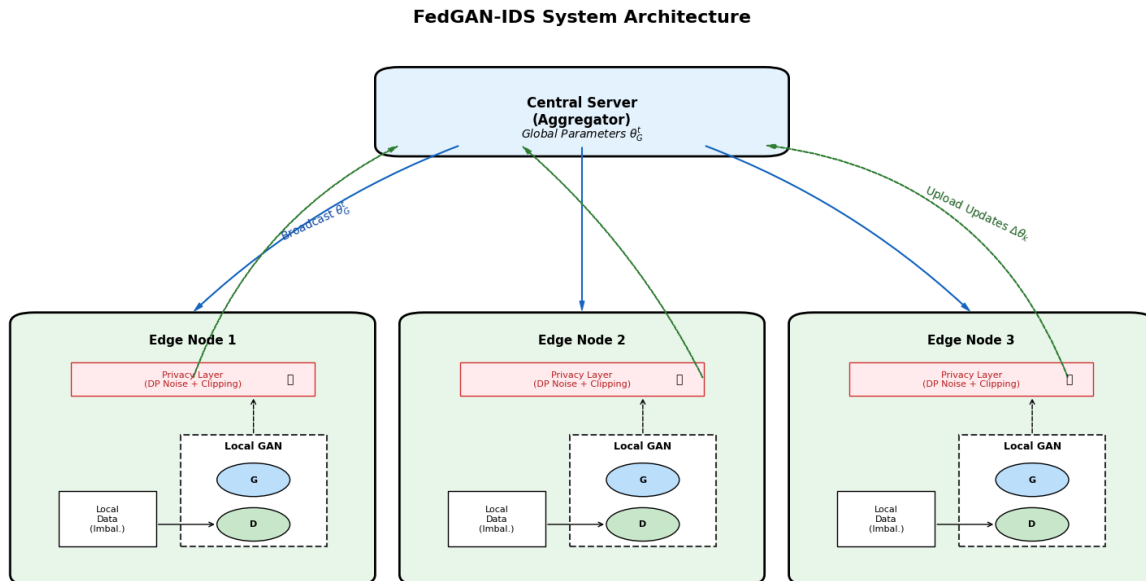 FedGAN-IDS System Architecture
Central Server
(Aggregator)
Global Parameters θ_G^t
Broadcast θ_G^t
Upload Updates Δθ_k
Edge Node 1
Privacy Layer
(DP Noise + Clipping)
Local GAN
G
Local
Data
(Imbal.)
D
Edge Node 2
Privacy Layer
(DP Noise + Clipping)
Local GAN
G
Local
Data
(Imbal.)
D
Edge Node 3
Privacy Layer
(DP Noise + Clipping)
Local GAN
G
Local
Data
(Imbal.)
D